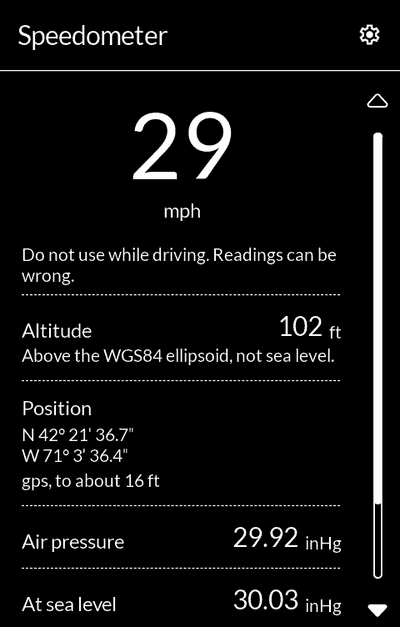 Speedometer
29
mph
Do not use while driving. Readings can be
wrong.
Altitude 102 ft
Above the WGS84 ellipsoid, not sea level.
Position
N 42° 21' 36.7"
W 71° 3' 36.4"
gps, to about 16 ft
Air pressure 29.92 inHg
At sea level 30.03 inHg